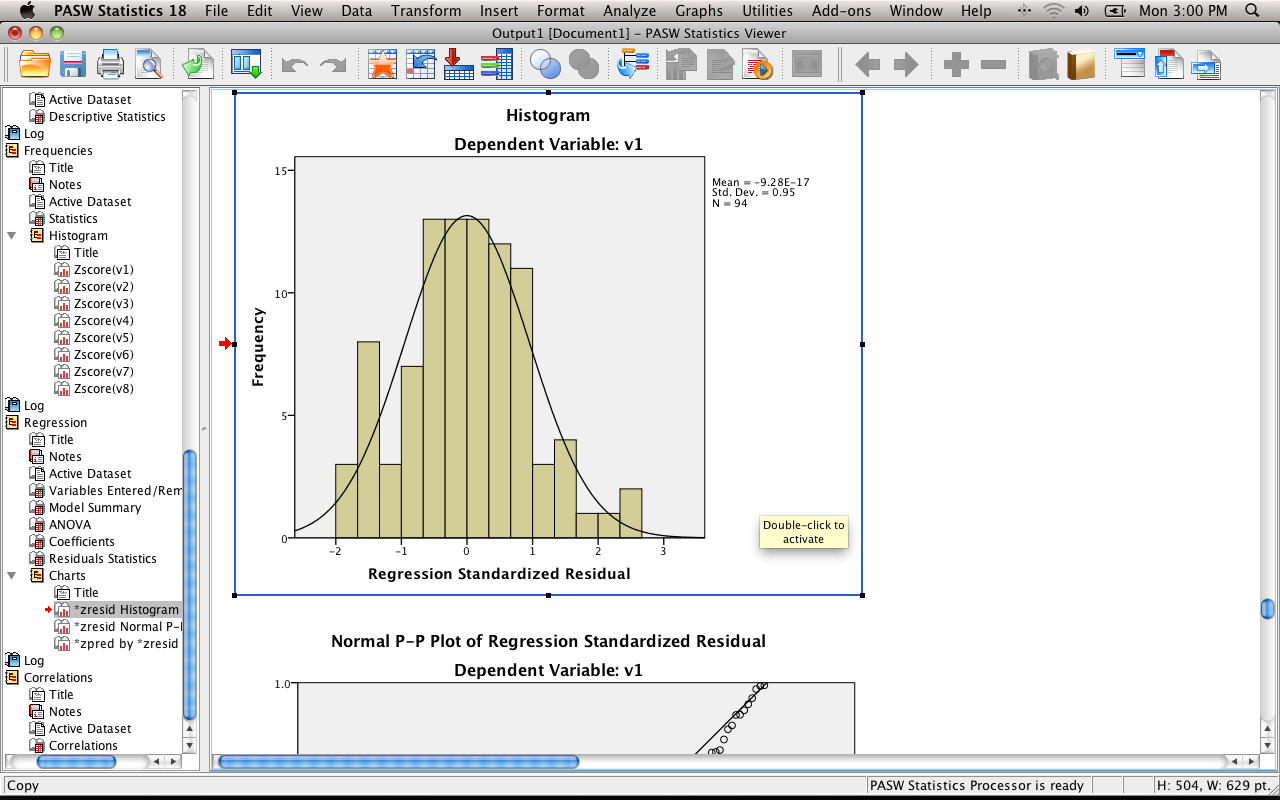 PASW Statistics 18 File Edit View Data Transform Insert Format Analyze Graphs Utilities Add-ons Window Help Mon 3:00 PM
Output1 [Document1] – PASW Statistics Viewer
Active Dataset
Descriptive Statistics
Log
Frequencies
Title
Notes
Active Dataset
Statistics
Histogram
Title
Zscore(v1)
Zscore(v2)
Zscore(v3)
Zscore(v4)
Zscore(v5)
Zscore(v6)
Zscore(v7)
Zscore(v8)
Log
Regression
Title
Notes
Active Dataset
Variables Entered/Rem
Model Summary
ANOVA
Coefficients
Residuals Statistics
Charts
Title
*zresid Histogram
*zresid Normal P-
*zpred by *zresid
Log
Correlations
Title
Notes
Active Dataset
Correlations
Histogram
Dependent Variable: v1
Mean = -9.28E-17
Std. Dev. = 0.95
N = 94
Frequency
15
10
5
0
-2 -1 0 1 2 3
Regression Standardized Residual
Double-click to
activate
Normal P-P Plot of Regression Standardized Residual
Dependent Variable: v1
1.0
Copy
PASW Statistics Processor is ready
H: 504, W: 629 pt.